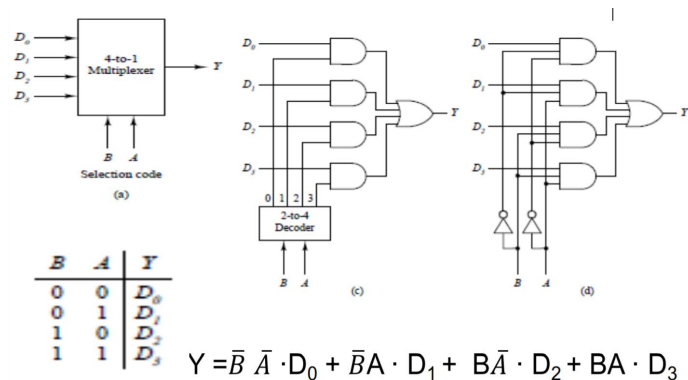 D₀
D₁
D₂
D₃
4-to-1
Multiplexer
Y
B A
Selection code
(a)
D₀
D₁
D₂
D₃
Y
0 1 2 3
2-to-4
Decoder
B A
(c)
D₀
D₁
D₂
D₃
Y
B A
(d)
B A Y
0 0 D₀
0 1 D₁
1 0 D₂
1 1 D₃
Y =B̅ A̅ ·D₀ + B̅A · D₁ + BA̅ · D₂ + BA · D₃